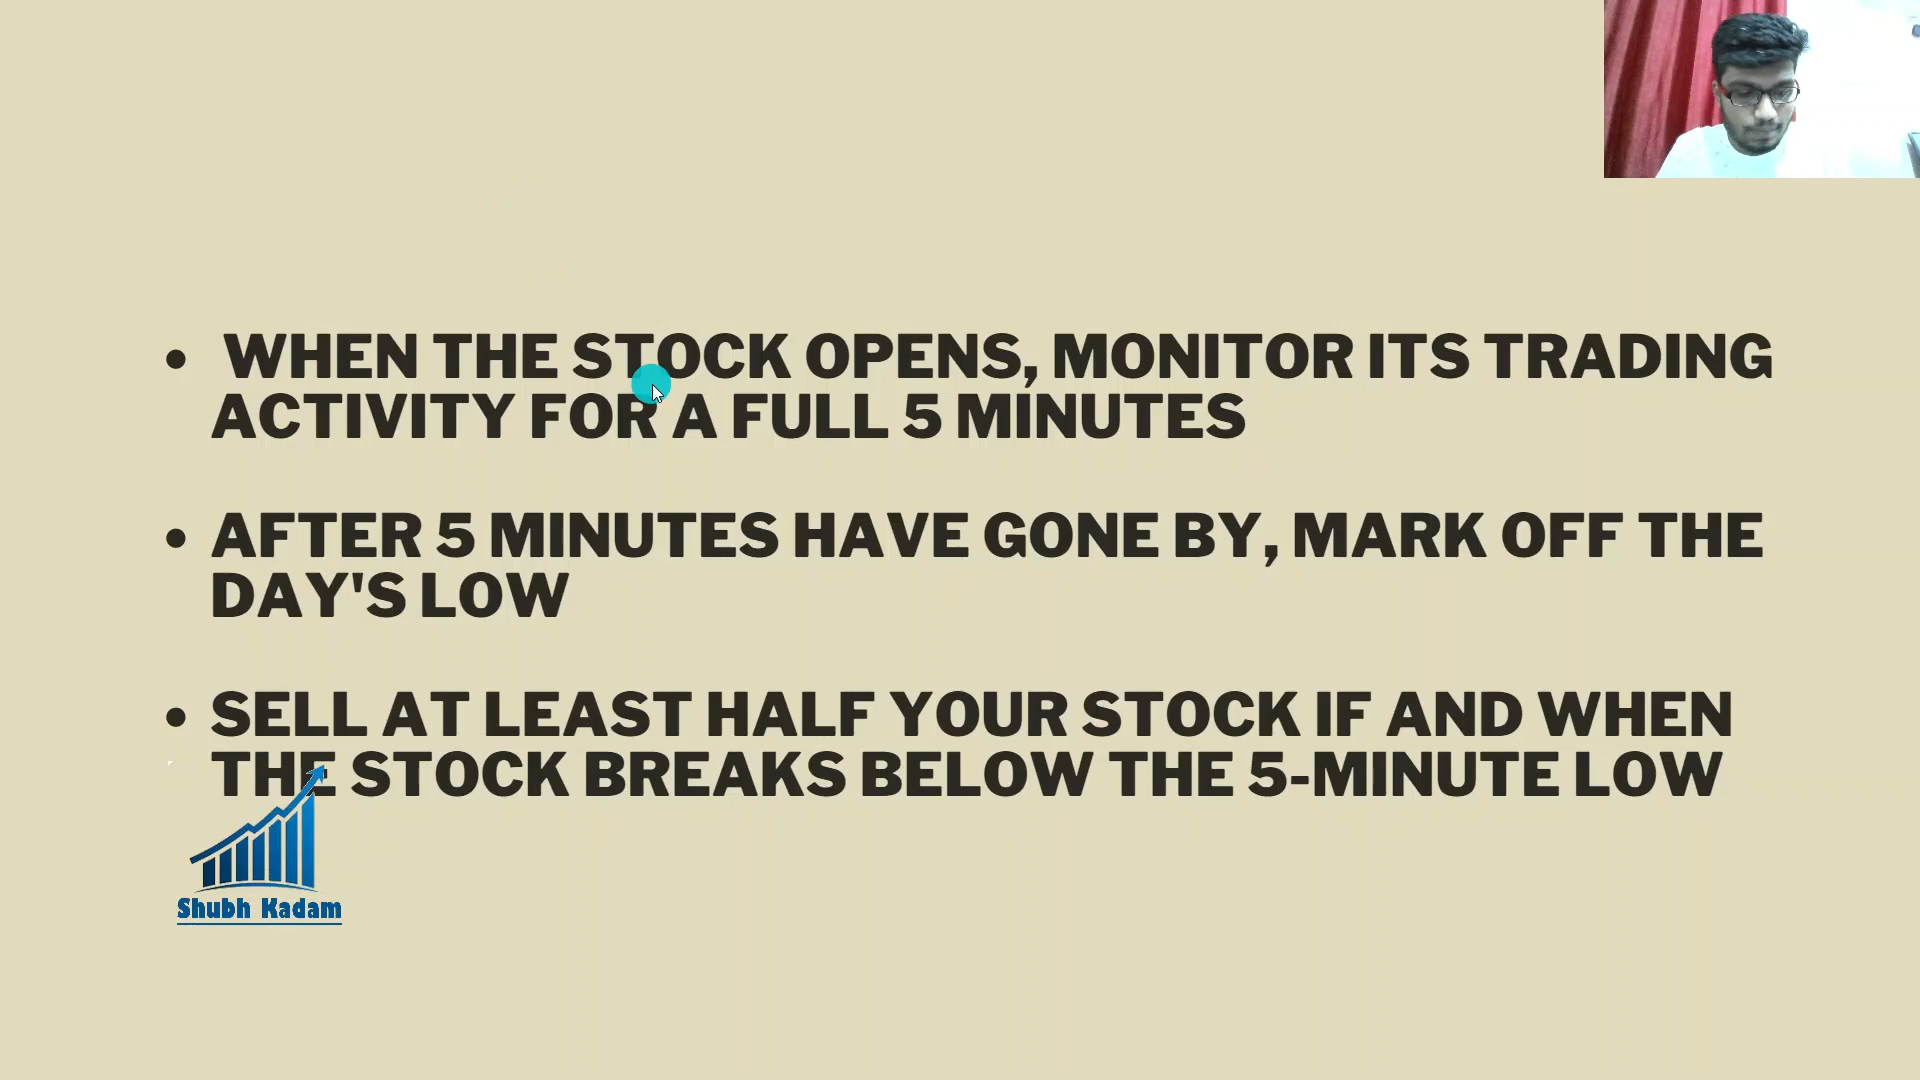 WHEN THE STOCK OPENS, MONITOR ITS TRADING
ACTIVITY FOR A FULL 5 MINUTES
AFTER 5 MINUTES HAVE GONE BY, MARK OFF THE
DAY'S LOW
SELL AT LEAST HALF YOUR STOCK IF AND WHEN
THE STOCK BREAKS BELOW THE 5-MINUTE LOW
Shubh Kadam